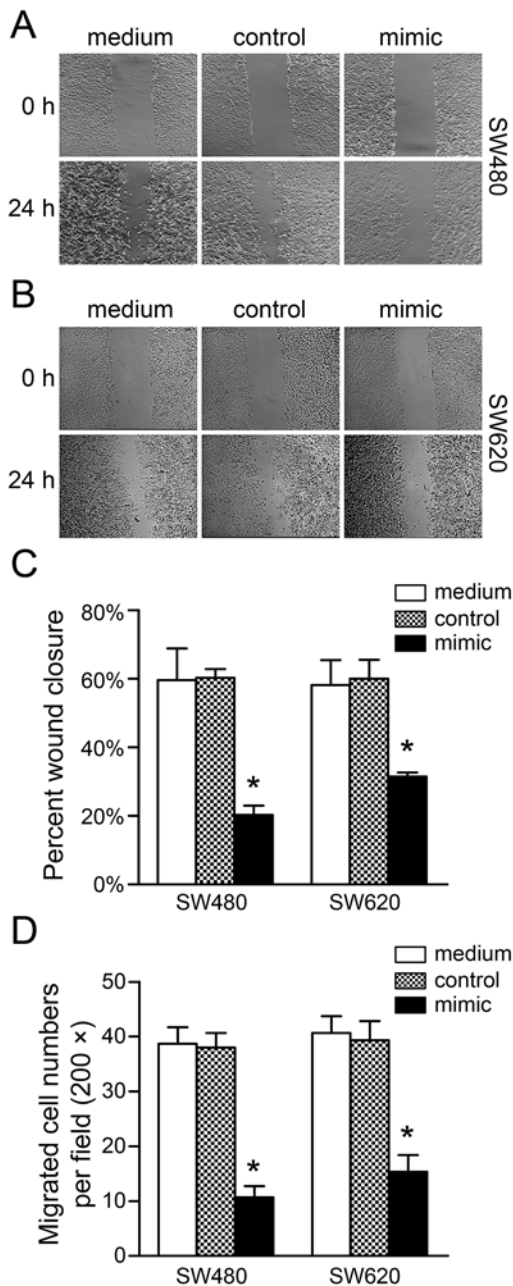 A
medium control mimic
0 h
24 h
SW480
B
medium control mimic
0 h
24 h
SW620
C
medium
control
mimic
Percent wound closure
80%
60%
40%
20%
0%
*
*
SW480 SW620
D
medium
control
mimic
Migrated cell numbers
per field (200 ×)
50
40
30
20
10
0
*
*
SW480 SW620